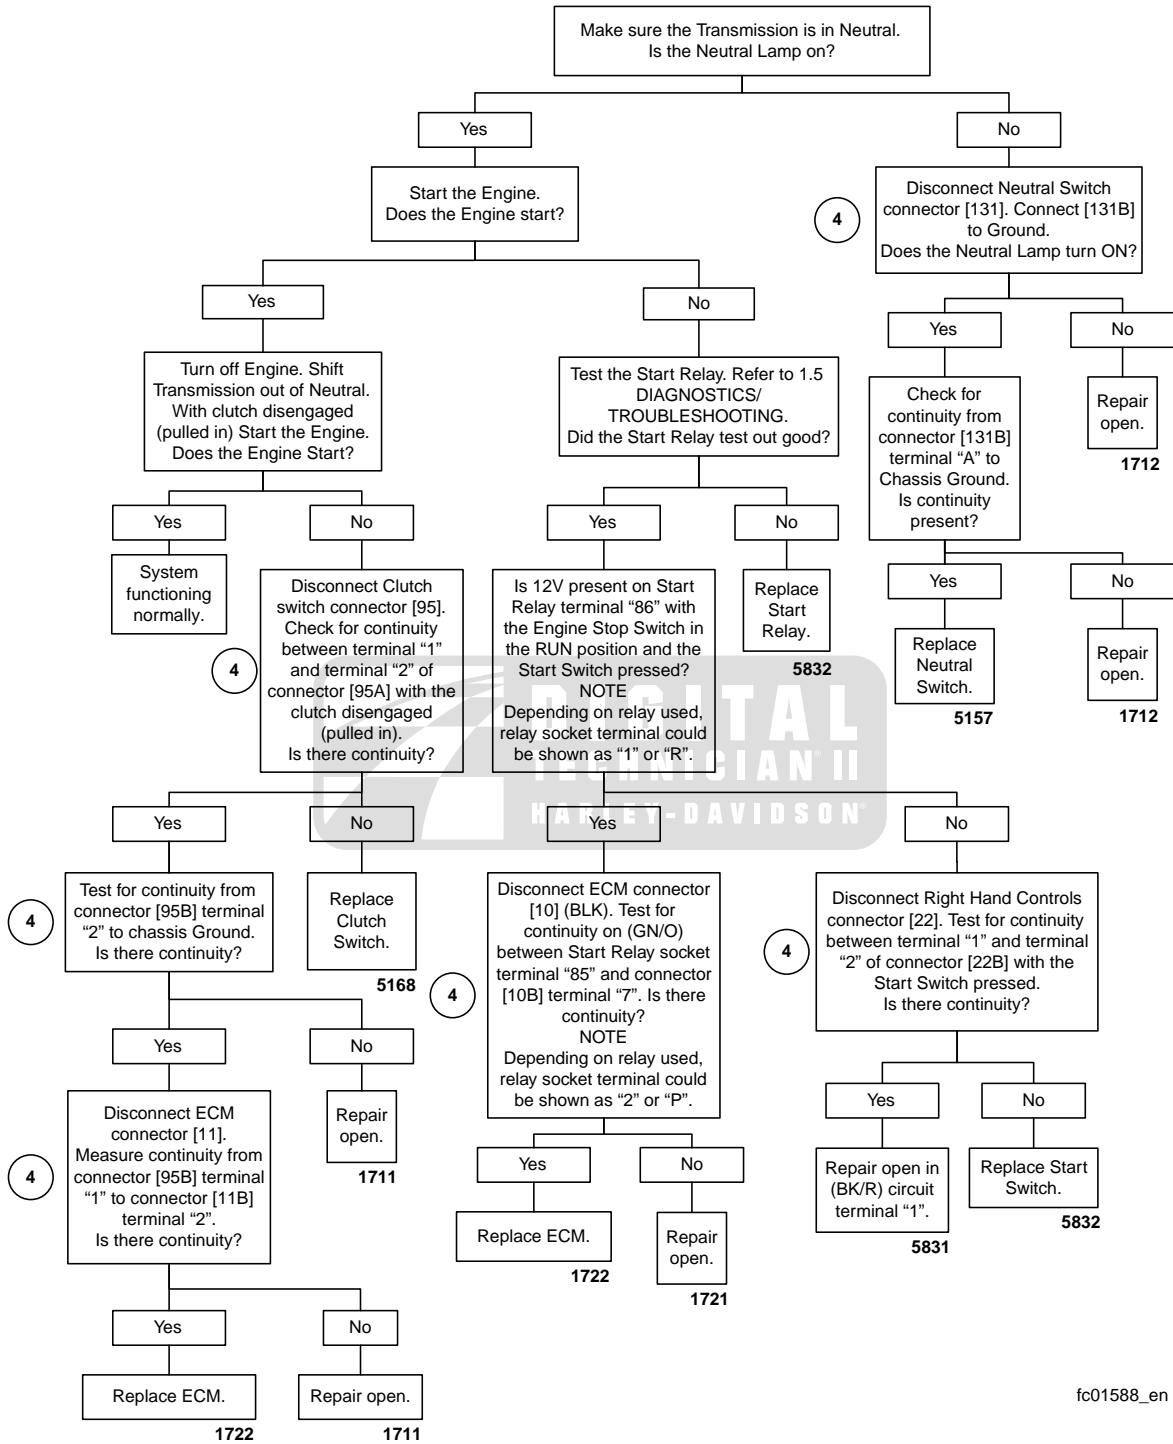 Make sure the Transmission is in Neutral.
Is the Neutral Lamp on?
Yes
No
Start the Engine.
Does the Engine start?
4
Disconnect Neutral Switch
connector [131]. Connect [131B]
to Ground.
Does the Neutral Lamp turn ON?
Yes
No
Yes
No
Turn off Engine. Shift
Transmission out of Neutral.
With clutch disengaged
(pulled in) Start the Engine.
Does the Engine Start?
Test the Start Relay. Refer to 1.5
DIAGNOSTICS/
TROUBLESHOOTING.
Did the Start Relay test out good?
Check for
continuity from
connector [131B]
terminal “A” to
Chassis Ground.
Is continuity
present?
Repair
open.
1712
Yes
No
Yes
No
System
functioning
normally.
4
Disconnect Clutch
switch connector [95].
Check for continuity
between terminal “1”
and terminal “2” of
connector [95A] with the
clutch disengaged
(pulled in).
Is there continuity?
Is 12V present on Start
Relay terminal “86” with
the Engine Stop Switch in
the RUN position and the
Start Switch pressed?
NOTE
Depending on relay used,
relay socket terminal could
be shown as “1” or “R”.
Replace
Start
Relay.
5832
Yes
No
Replace
Neutral
Switch.
5157
Repair
open.
1712
DIGITAL
TECHNICIAN® II
HARLEY-DAVIDSON®
Yes
No
Yes
No
4
Test for continuity from
connector [95B] terminal
“2” to chassis Ground.
Is there continuity?
Replace
Clutch
Switch.
5168
4
Disconnect ECM connector
[10] (BLK). Test for
continuity on (GN/O)
between Start Relay socket
terminal “85” and connector
[10B] terminal “7”. Is there
continuity?
NOTE
Depending on relay used,
relay socket terminal could
be shown as “2” or “P”.
4
Disconnect Right Hand Controls
connector [22]. Test for continuity
between terminal “1” and terminal
“2” of connector [22B] with the
Start Switch pressed.
Is there continuity?
Yes
No
4
Disconnect ECM
connector [11].
Measure continuity from
connector [95B] terminal
“1” to connector [11B]
terminal “2”.
Is there continuity?
Repair
open.
1711
Yes
No
Yes
No
Replace ECM.
1722
Repair
open.
1721
Repair open in
(BK/R) circuit
terminal “1”.
5831
Replace Start
Switch.
5832
Yes
No
Replace ECM.
1722
Repair open.
1711
fc01588_en